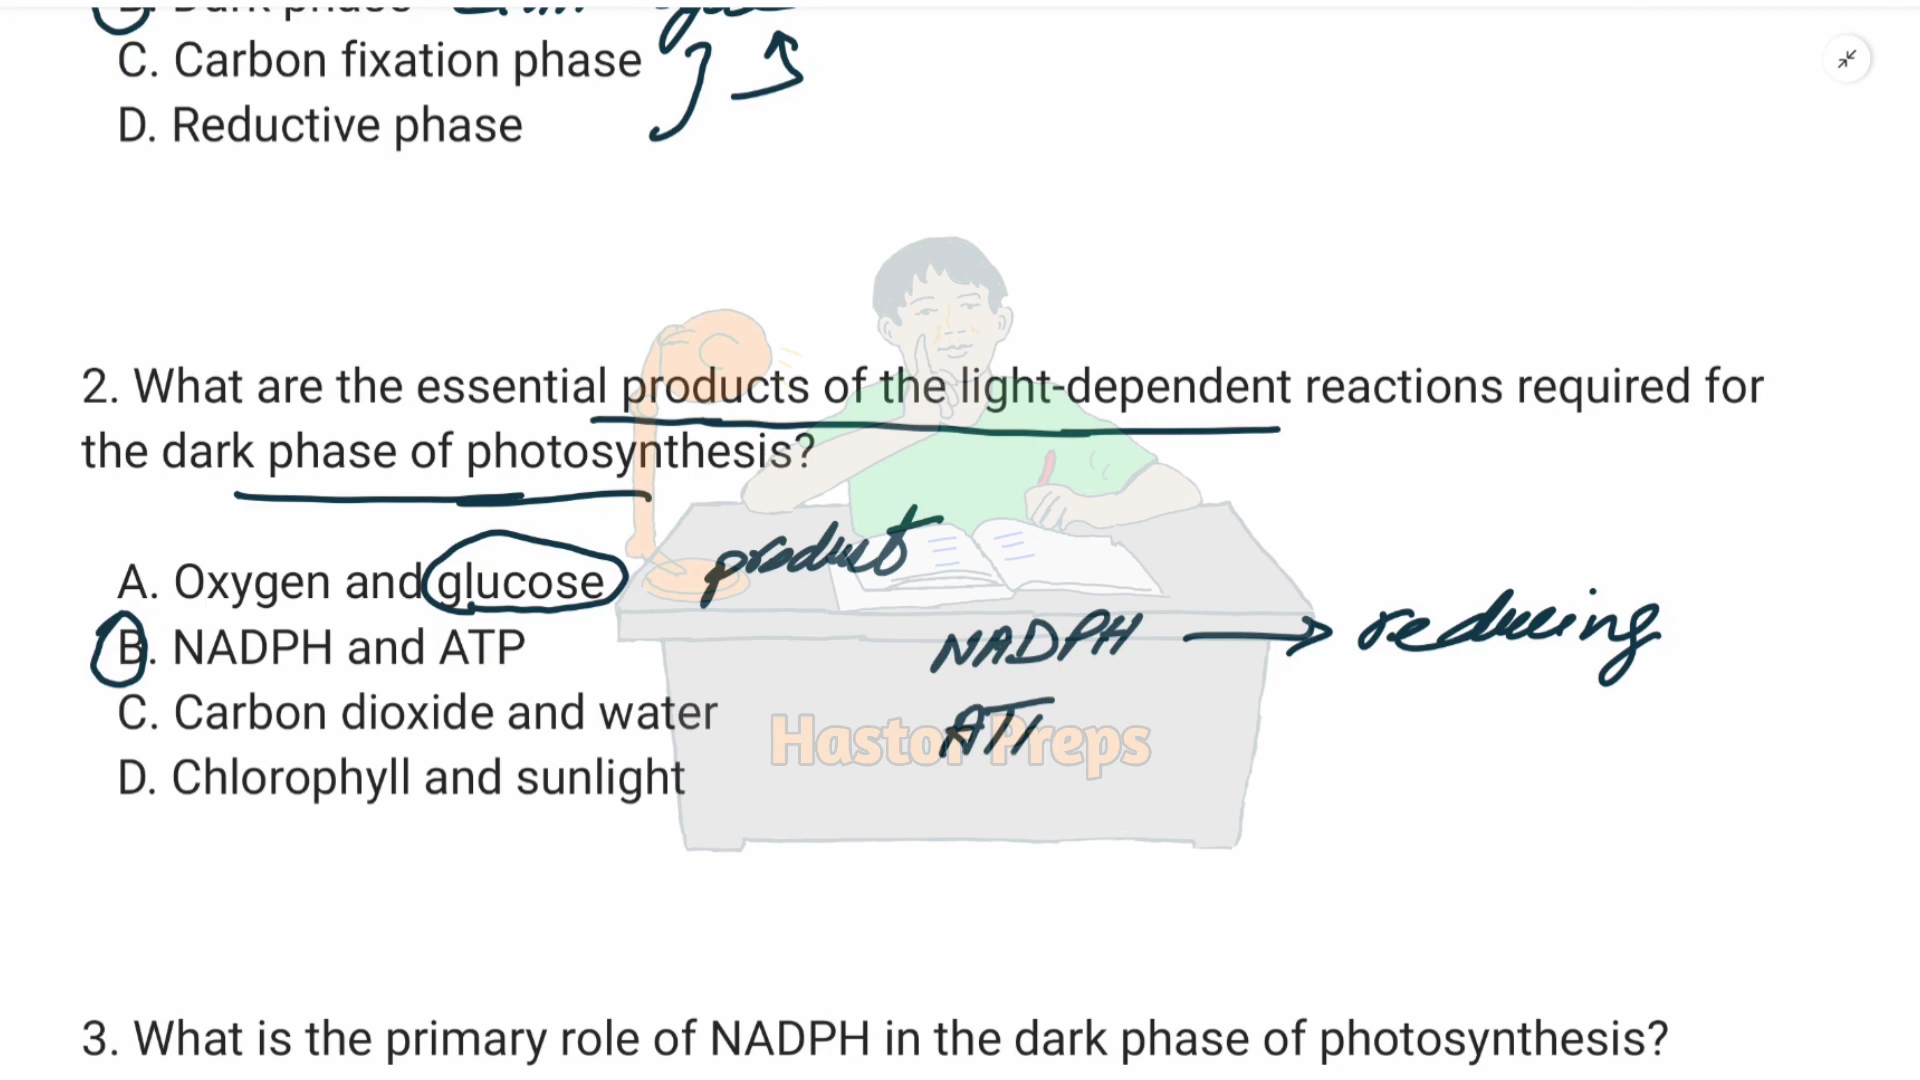 C. Carbon fixation phase
D. Reductive phase
2. What are the essential products of the light-dependent reactions required for
the dark phase of photosynthesis?
A. Oxygen and glucose
product
B. NADPH and ATP
NADPH → reducing
C. Carbon dioxide and water
ATP
Hastor Preps
D. Chlorophyll and sunlight
3. What is the primary role of NADPH in the dark phase of photosynthesis?